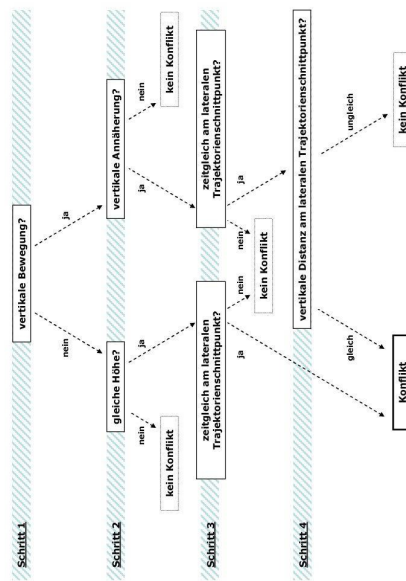 Schritt 1
vertikale Bewegung?
nein
ja
Schritt 2
gleiche Höhe?
vertikale Annäherung?
nein
ja
ja
nein
kein Konflikt
kein Konflikt
Schritt 3
zeitgleich am lateralen
Trajektorienschnittpunkt?
zeitgleich am lateralen
Trajektorienschnittpunkt?
ja
nein
nein
ja
kein Konflikt
Schritt 4
vertikale Distanz am lateralen Trajektorienschnittpunkt?
gleich
ungleich
Konflikt
kein Konflikt